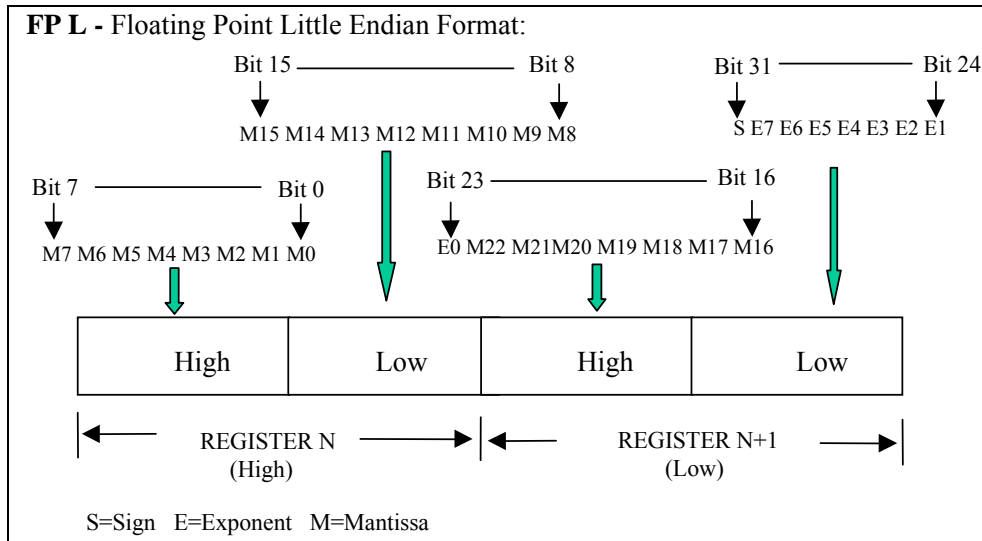 FP L - Floating Point Little Endian Format:
Bit 15 Bit 8
Bit 31 Bit 24
M15 M14 M13 M12 M11 M10 M9 M8
S E7 E6 E5 E4 E3 E2 E1
Bit 7 Bit 0
Bit 23 Bit 16
M7 M6 M5 M4 M3 M2 M1 M0
E0 M22 M21M20 M19 M18 M17 M16
High Low High Low
REGISTER N REGISTER N+1
(High) (Low)
S=Sign E=Exponent M=Mantissa